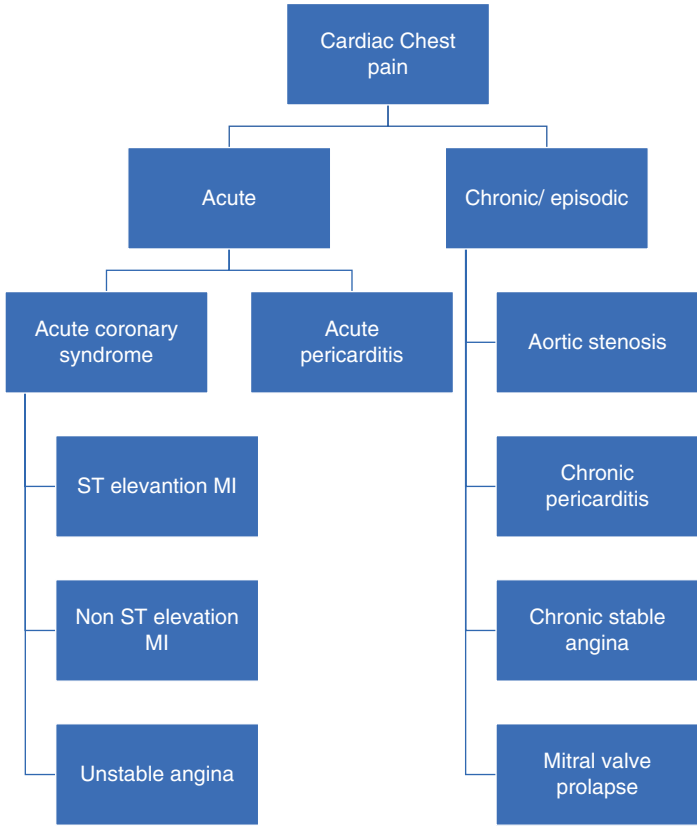 Cardiac Chest
pain
Acute
Chronic/ episodic
Acute coronary
syndrome
Acute
pericarditis
Aortic stenosis
ST elevantion MI
Chronic
pericarditis
Non ST elevation
MI
Chronic stable
angina
Unstable angina
Mitral valve
prolapse